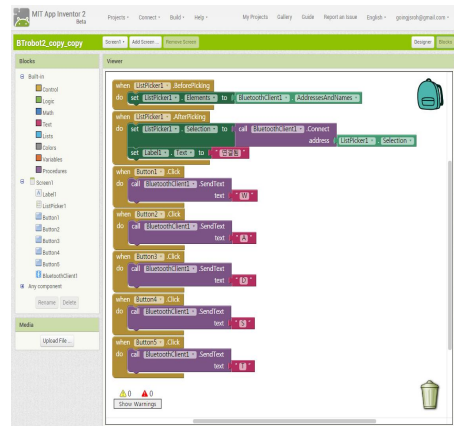 MIT App Inventor 2
Beta
Projects Connect Build Help My Projects Gallery Guide Report an Issue English
BTrobot2_copy_copy
Screen1 Add Screen ... Remove Screen Designer Blocks
Blocks
Viewer
Built-in
Control
Logic
Math
Text
Lists
Colors
Variables
Procedures
Screen1
Label1
ListPicker1
Button1
Button2
Button3
Button4
Button5
BluetoothClient1
Any component
Rename Delete
Media
Upload File ...
when ListPicker1 .BeforePicking
do set ListPicker1 . Elements to BluetoothClient1 . AddressesAndNames
when ListPicker1 .AfterPicking
do set ListPicker1 . Selection to call BluetoothClient1 .Connect
address ListPicker1 . Selection
set Label1 . Text to " "
when Button1 .Click
do call BluetoothClient1 .SendText
text " W "
when Button2 .Click
do call BluetoothClient1 .SendText
text " A "
when Button3 .Click
do call BluetoothClient1 .SendText
text " D "
when Button4 .Click
do call BluetoothClient1 .SendText
text " S "
when Button5 .Click
do call BluetoothClient1 .SendText
text " "
0 0
Show Warnings